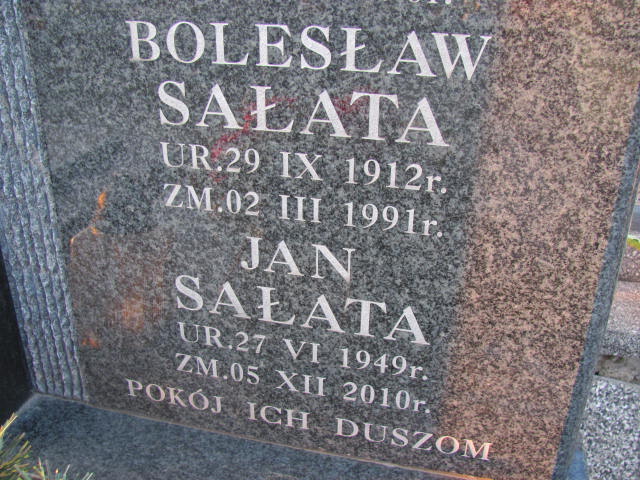 BOLESŁAW
SAŁATA
UR.29 IX 1912r.
ZM.02 III 1991r.
JAN
SAŁATA
UR.27 VI 1949r.
ZM.05 XII 2010r.
POKÓJ ICH DUSZOM